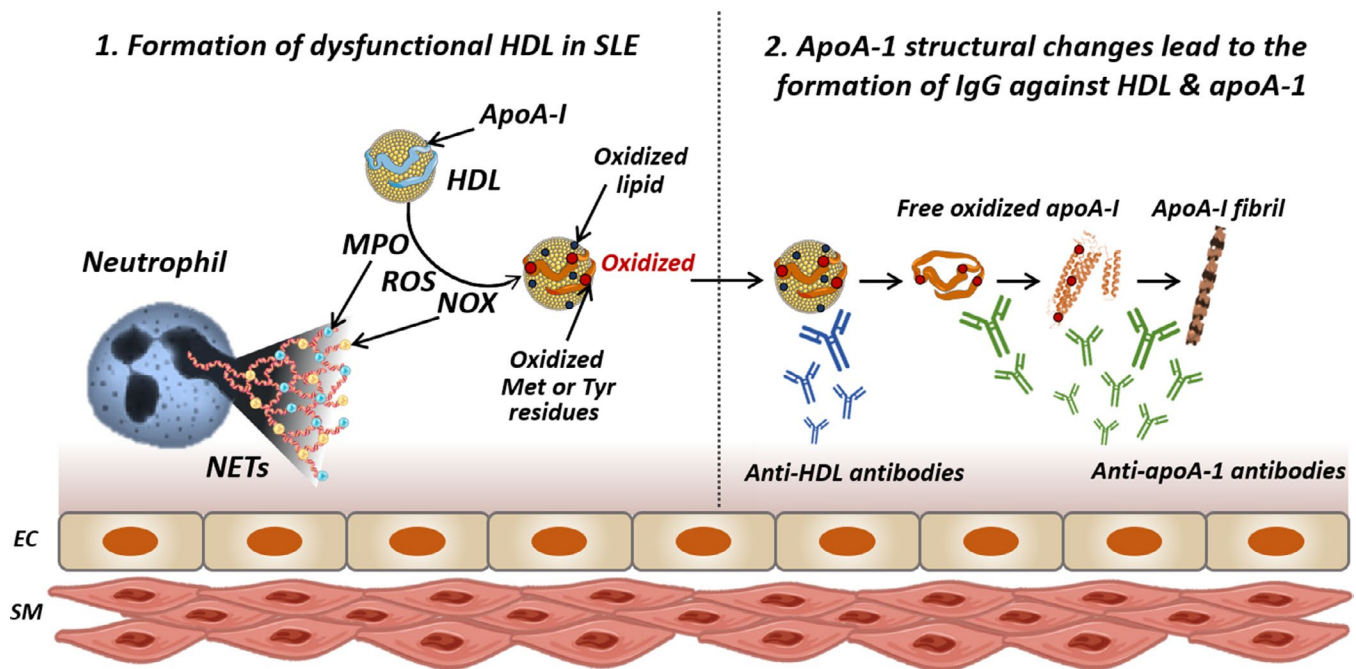 1. Formation of dysfunctional HDL in SLE
ApoA-I
HDL
MPO
ROS
NOX
Neutrophil
NETs
Oxidized
lipid
Oxidized
Oxidized
Met or Tyr
residues
2. ApoA-1 structural changes lead to the
formation of IgG against HDL & apoA-1
Free oxidized apoA-I
ApoA-I fibril
Anti-HDL antibodies
Anti-apoA-1 antibodies
EC
SM